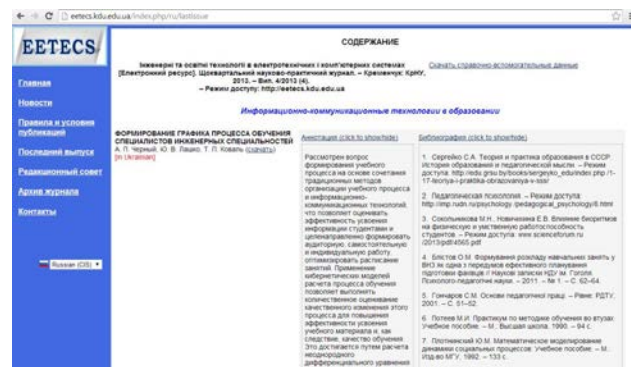 eetecs.kdu.edu.ua/index.php/ru/lastissue
EETECS
Главная
Новости
Правила и условия
публикаций
Последний выпуск
Редакционный совет
Архив журнала
Контакты
Russian (CIS)
СОДЕРЖАНИЕ
Інженерні та освітні технології в електротехнічних і комп'ютерних системах
[Електронний ресурс]. Щоквартальний науково-практичний журнал. – Кременчук: КрНУ,
2013. – Вип. 4/2013 (4).
– Режим доступу: http://eetecs.kdu.edu.ua
Скачать справочно-вспомогательные данные
Информационно-коммуникационные технологии в образовании
ФОРМИРОВАНИЕ ГРАФИКА ПРОЦЕССА ОБУЧЕНИЯ
СПЕЦИАЛИСТОВ ИНЖЕНЕРНЫХ СПЕЦИАЛЬНОСТЕЙ
А. П. Черный, Ю. В. Лашко, Т. П. Коваль (скачать)
[In Ukrainian]
Аннотация (click to show/hide)
Рассмотрен вопрос
формирования учебного
процесса на основе сочетания
традиционных методов
организации учебного процесса
и информационно-
коммуникационных технологий,
что позволяет оценивать
эффективность усвоения
информации студентами и
целенаправленно формировать
аудиторную, самостоятельную
и индивидуальную работу,
оптимизировать расписание
занятий. Применение
кибернетических моделей
расчета процесса обучения
позволяет выполнять
количественное оценивание
качественного изменения этого
процесса для повышения
эффективности усвоения
учебного материала и, как
следствие, качество обучения.
Это достигается путем расчета
неоднородного
дифференциального уравнения
Библиография (click to show/hide)
1. Сергейко С.А. Теория и практика образования в СССР.
История образования и педагогической мысли. – Режим
доступа: http://edu.grsu.by/books/sergeyko_edu/index.php /1-
17-teoriya-i-praktika-obrazovaniya-v-sssr
2. Педагогическая психология. – Режим доступа:
http://imp.rudn.ru/psychology /pedagogical_psychology/6.html
3. Сокольникова М.Н., Новичихина Е.В. Влияние биоритмов
на физическую и умственную работоспособность
студентов. – Режим доступа: www.scienceforum.ru
/2013/pdf/4565.pdf
4. Блістов О.М. Формування розкладу навчальних занять у
ВНЗ як одна з передумов ефективного планування
підготовки фахівців // Наукові записки НДУ ім. Гоголя.
Психолого-педагогічні науки. – 2011. – № 1. – С. 62–64.
5. Гончаров С.М. Основи педагогічної праці. – Рівне: РДТУ,
2001. – С. 51–52.
6. Потеев М.И. Практикум по методике обучения во втузах.
Учебное пособие. – М.: Высшая школа, 1990. – 94 с.
7. Плотнинский Ю.М. Математическое моделирование
динамики социальных процессов: Учебное пособие. – М.:
Изд-во МГУ, 1992. – 133 с.